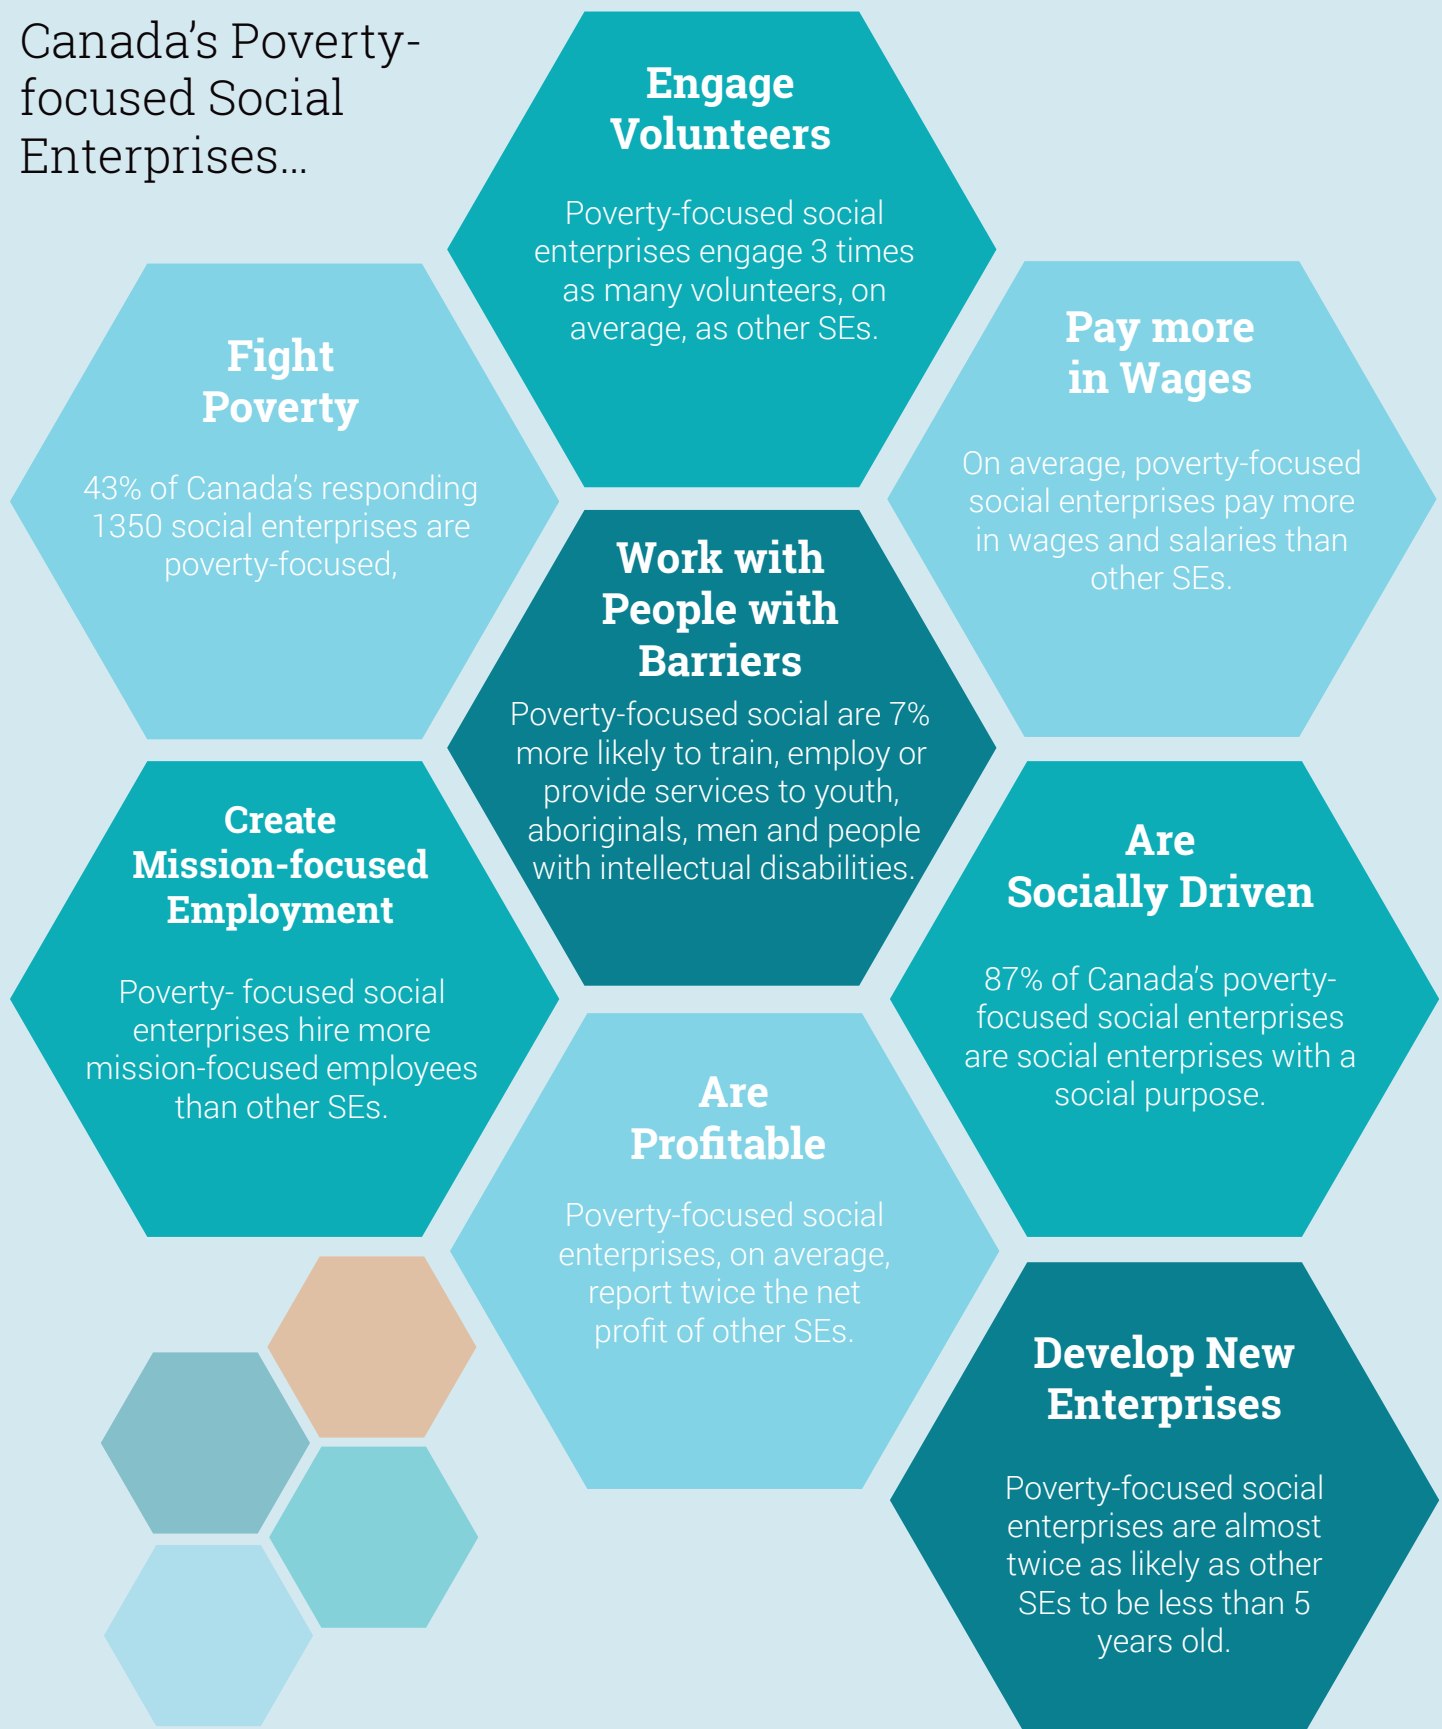 Canada's Poverty-
focused Social
Enterprises...
Engage
Volunteers
Poverty-focused social
enterprises engage 3 times
as many volunteers, on
average, as other SEs.
Fight
Poverty
43% of Canada's responding
1350 social enterprises are
poverty-focused,
Pay more
in Wages
On average, poverty-focused
social enterprises pay more
in wages and salaries than
other SEs.
Work with
People with
Barriers
Poverty-focused social are 7%
more likely to train, employ or
provide services to youth,
aboriginals, men and people
with intellectual disabilities.
Create
Mission-focused
Employment
Poverty- focused social
enterprises hire more
mission-focused employees
than other SEs.
Are
Socially Driven
87% of Canada's poverty-
focused social enterprises
are social enterprises with a
social purpose.
Are
Profitable
Poverty-focused social
enterprises, on average,
report twice the net
profit of other SEs.
Develop New
Enterprises
Poverty-focused social
enterprises are almost
twice as likely as other
SEs to be less than 5
years old.